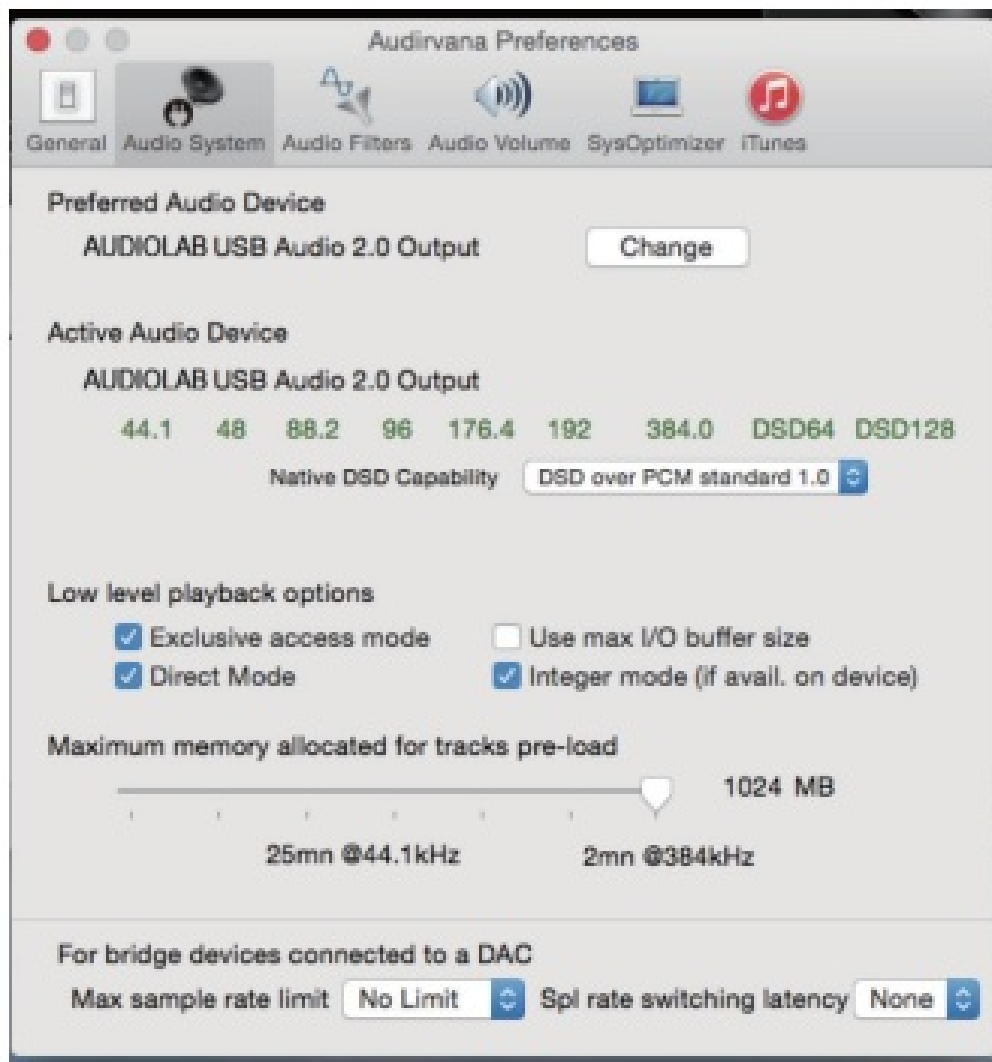 Audirvana Preferences
General Audio System Audio Filters Audio Volume SysOptimizer iTunes
Preferred Audio Device
AUDIOLAB USB Audio 2.0 Output Change
Active Audio Device
AUDIOLAB USB Audio 2.0 Output
44.1 48 88.2 96 176.4 192 384.0 DSD64 DSD128
Native DSD Capability DSD over PCM standard 1.0
Low level playback options
Exclusive access mode Use max I/O buffer size
Direct Mode Integer mode (if avail. on device)
Maximum memory allocated for tracks pre-load
1024 MB
25mn @44.1kHz 2mn @384kHz
For bridge devices connected to a DAC
Max sample rate limit No Limit Spl rate switching latency None